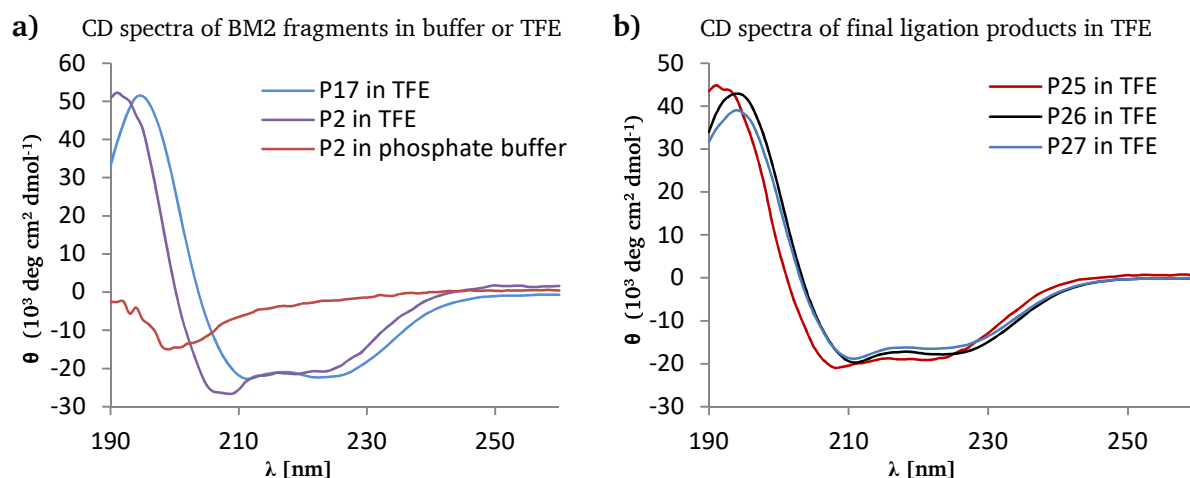 a) CD spectra of BM2 fragments in buffer or TFE
60
50
40
30
20
10
0
-10
-20
-30
θ (10³ deg cm² dmol⁻¹)
P17 in TFE
P2 in TFE
P2 in phosphate buffer
190 210 230 250
λ [nm]
b) CD spectra of final ligation products in TFE
50
40
30
20
10
0
-10
-20
-30
θ (10³ deg cm² dmol⁻¹)
P25 in TFE
P26 in TFE
P27 in TFE
190 210 230 250
λ [nm]